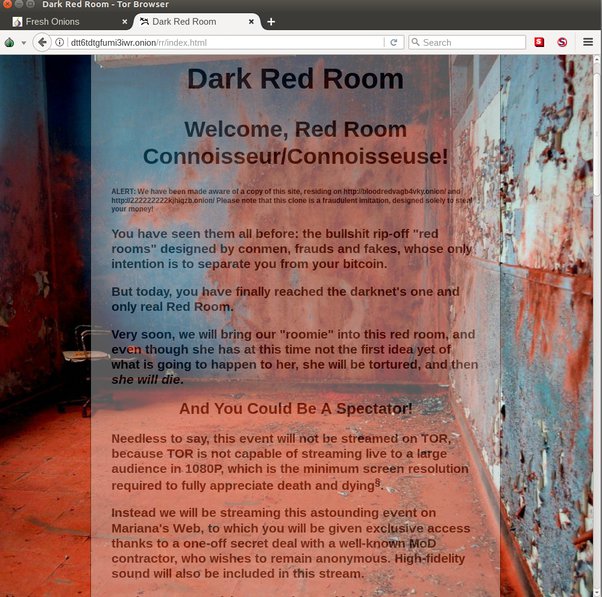 Dark Red Room - Tor Browser
Fresh Onions
Dark Red Room
dtt6tdtgfumi3iwr.onion/rr/index.html
Search
Dark Red Room
Welcome, Red Room
Connoisseur/Connoisseuse!
ALERT: We have been made aware of a copy of this site, residing on http://bloodredvagb4vky.onion/ and
http://222222222kjhiqzb.onion/ Please note that this clone is a fraudulent imitation, designed solely to steal
your money!
You have seen them all before: the bullshit rip-off "red
rooms" designed by conmen, frauds and fakes, whose only
intention is to separate you from your bitcoin.
But today, you have finally reached the darknet's one and
only real Red Room.
Very soon, we will bring our "roomie" into this red room, and
even though she has at this time not the first idea yet of
what is going to happen to her, she will be tortured, and then
she will die.
And You Could Be A Spectator!
Needless to say, this event will not be streamed on TOR,
because TOR is not capable of streaming live to a large
audience in 1080P, which is the minimum screen resolution
required to fully appreciate death and dying§.
Instead we will be streaming this astounding event on
Mariana's Web, to which you will be given exclusive access
thanks to a one-off secret deal with a well-known MoD
contractor, who wishes to remain anonymous. High-fidelity
sound will also be included in this stream.